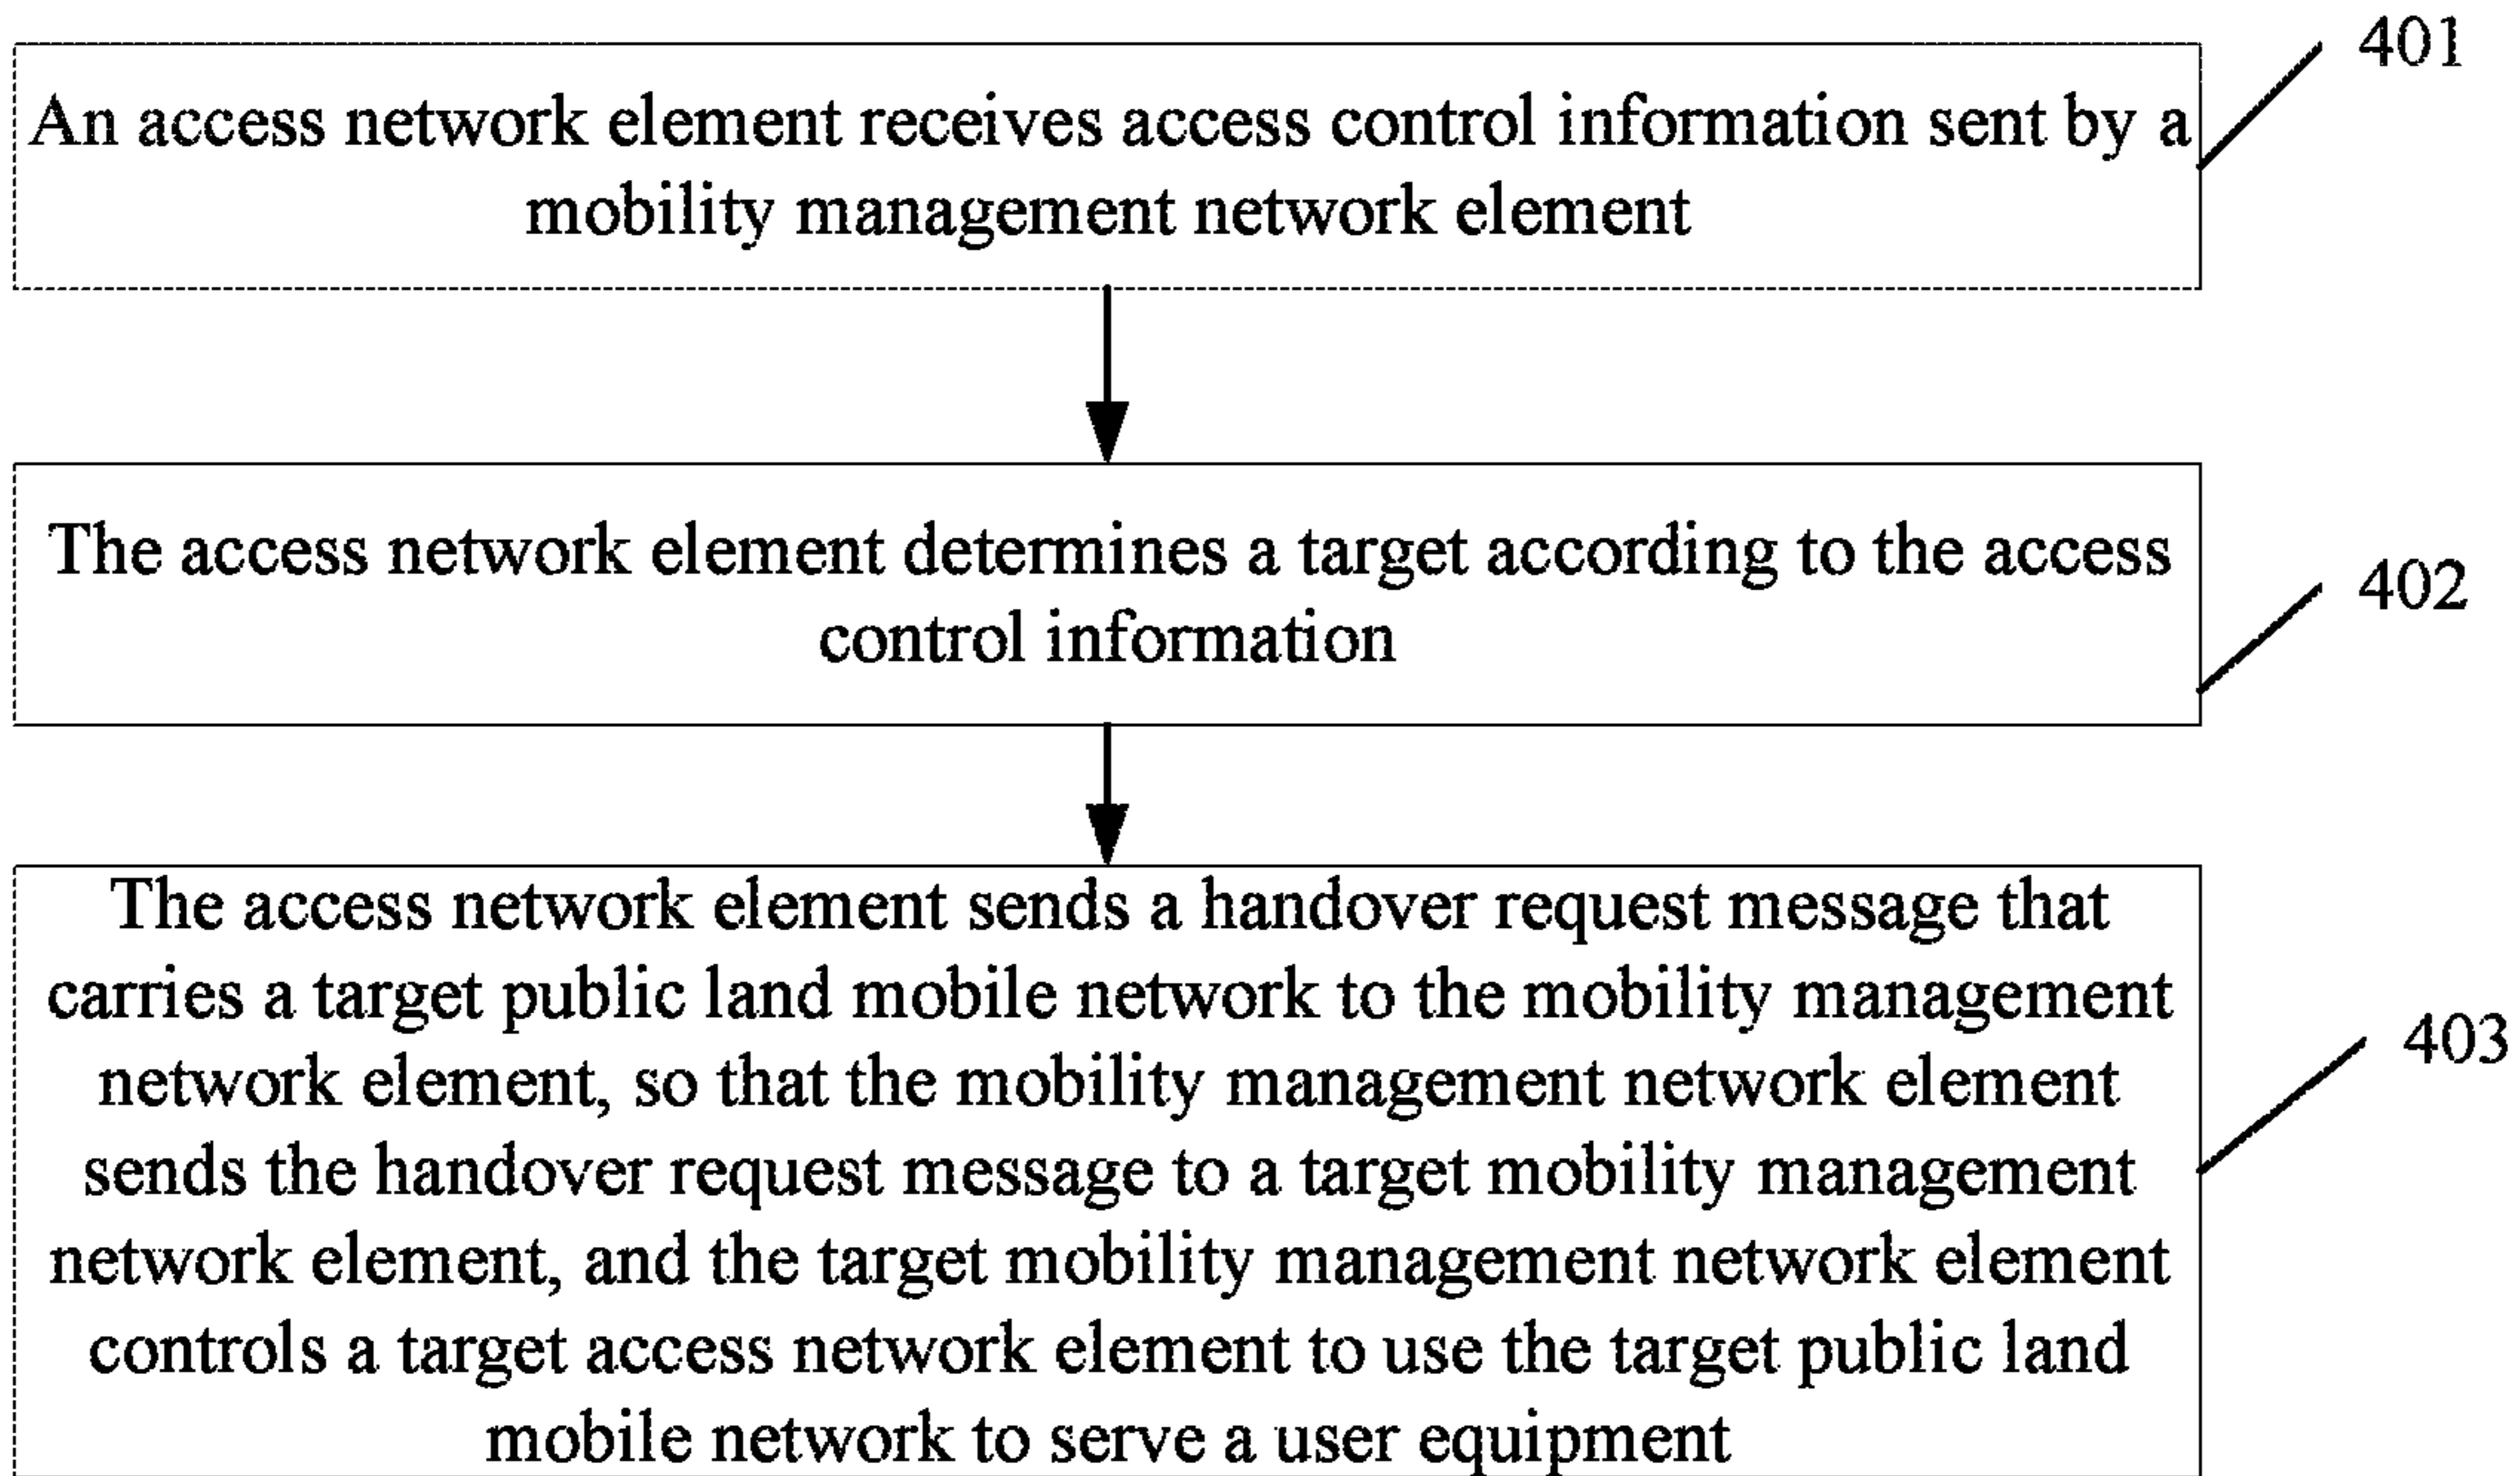 401
An access network element receives access control information sent by a
mobility management network element
The access network element determines a target according to the access
control information
402
The access network element sends a handover request message that
carries a target public land mobile network to the mobility management
network element, so that the mobility management network element
sends the handover request message to a target mobility management
network element, and the target mobility management network element
controls a target access network element to use the target public land
mobile network to serve a user equipment
403